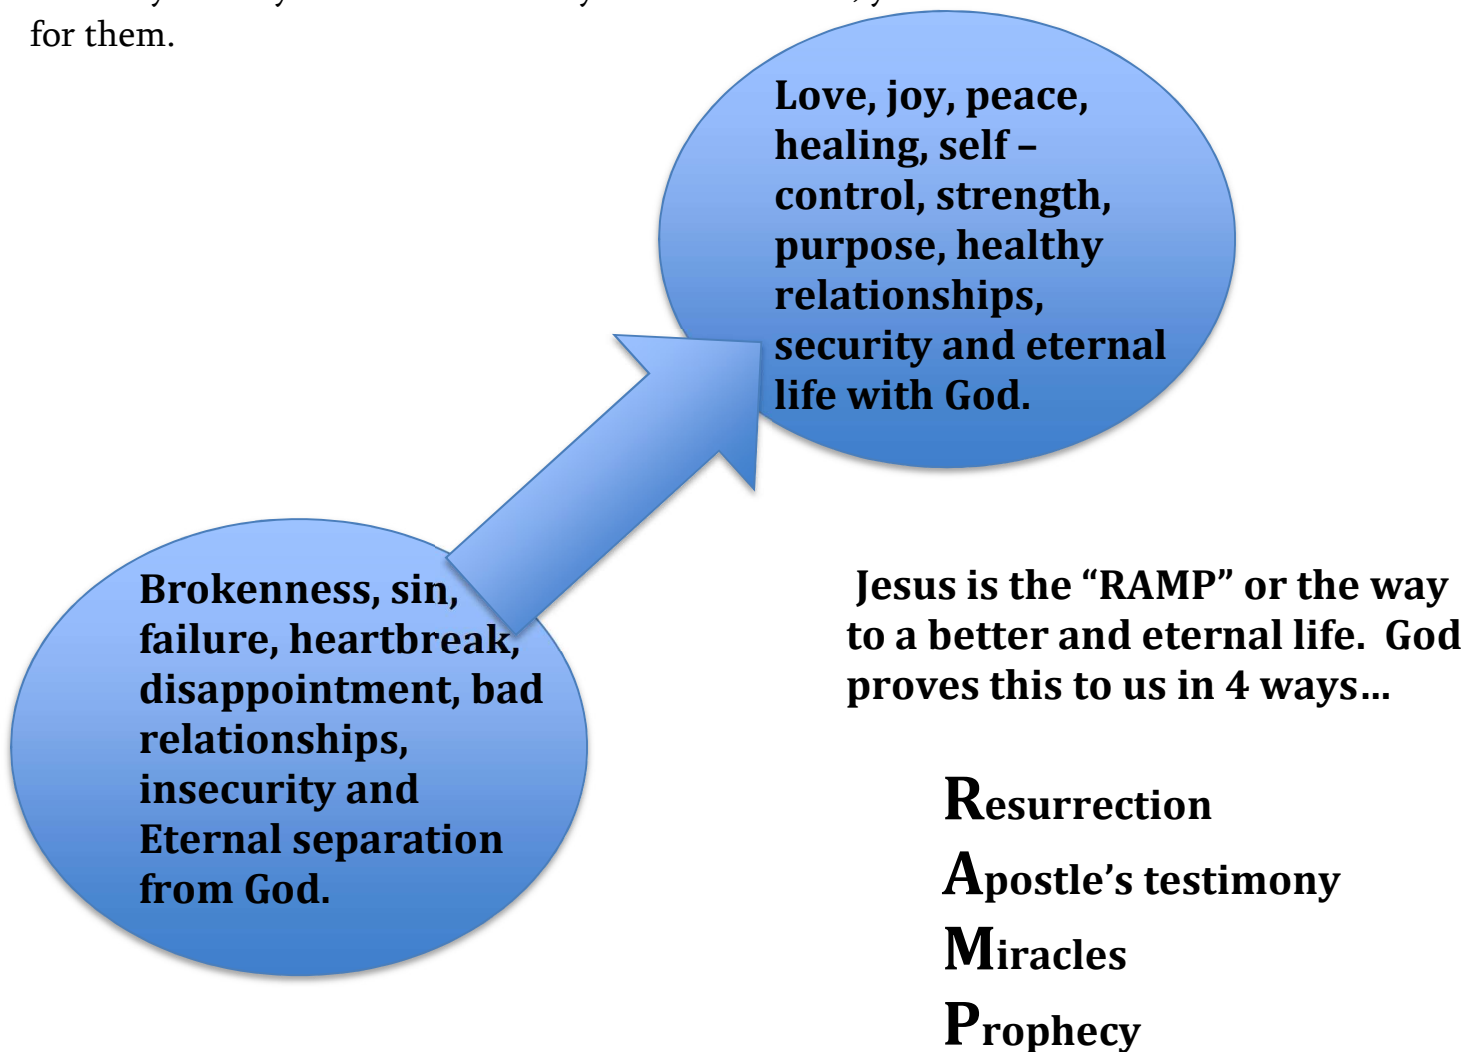 for them.
Love, joy, peace,
healing, self –
control, strength,
purpose, healthy
relationships,
security and eternal
life with God.
Brokenness, sin,
failure, heartbreak,
disappointment, bad
relationships,
insecurity and
Eternal separation
from God.
Jesus is the “RAMP” or the way
to a better and eternal life.  God
proves this to us in 4 ways…
Resurrection
Apostle’s testimony
Miracles
Prophecy